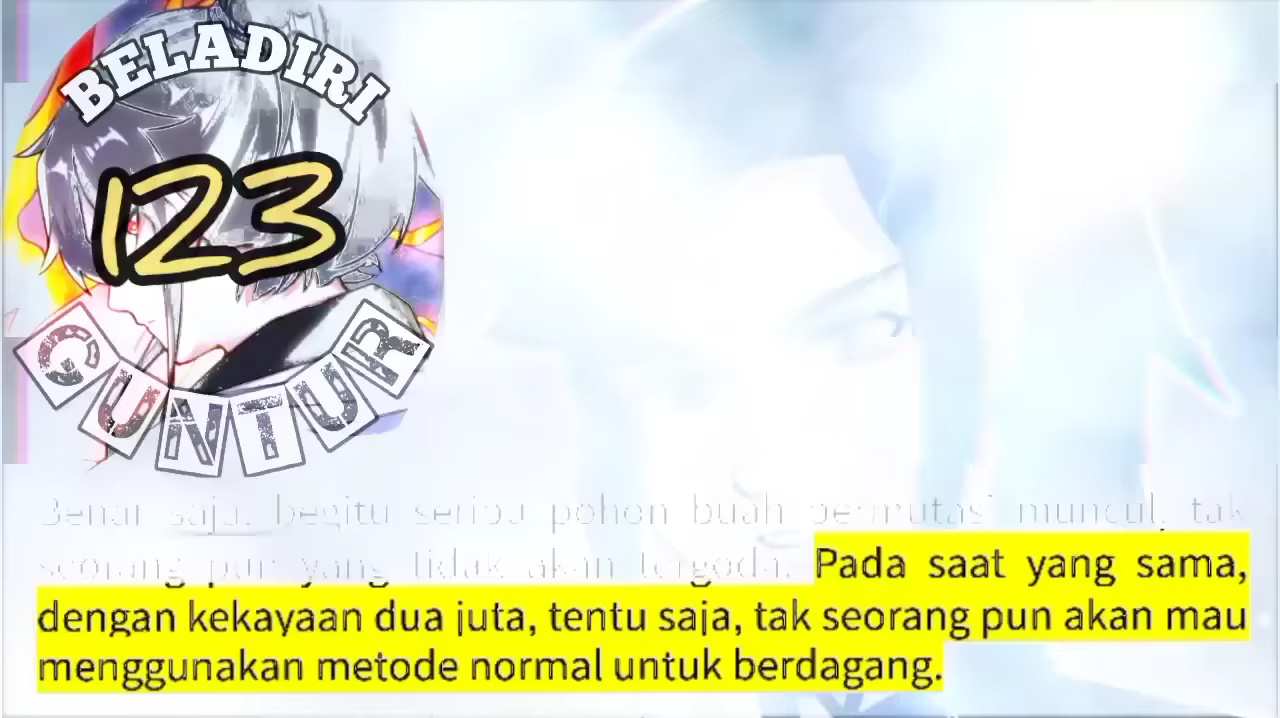 BELADIRI
123
GUNTUR
Benar saja, begitu seribu pohon buah permutasi muncul, tak
seorang pun yang tidak akan tergoda. Pada saat yang sama,
dengan kekayaan dua juta, tentu saja, tak seorang pun akan mau
menggunakan metode normal untuk berdagang.